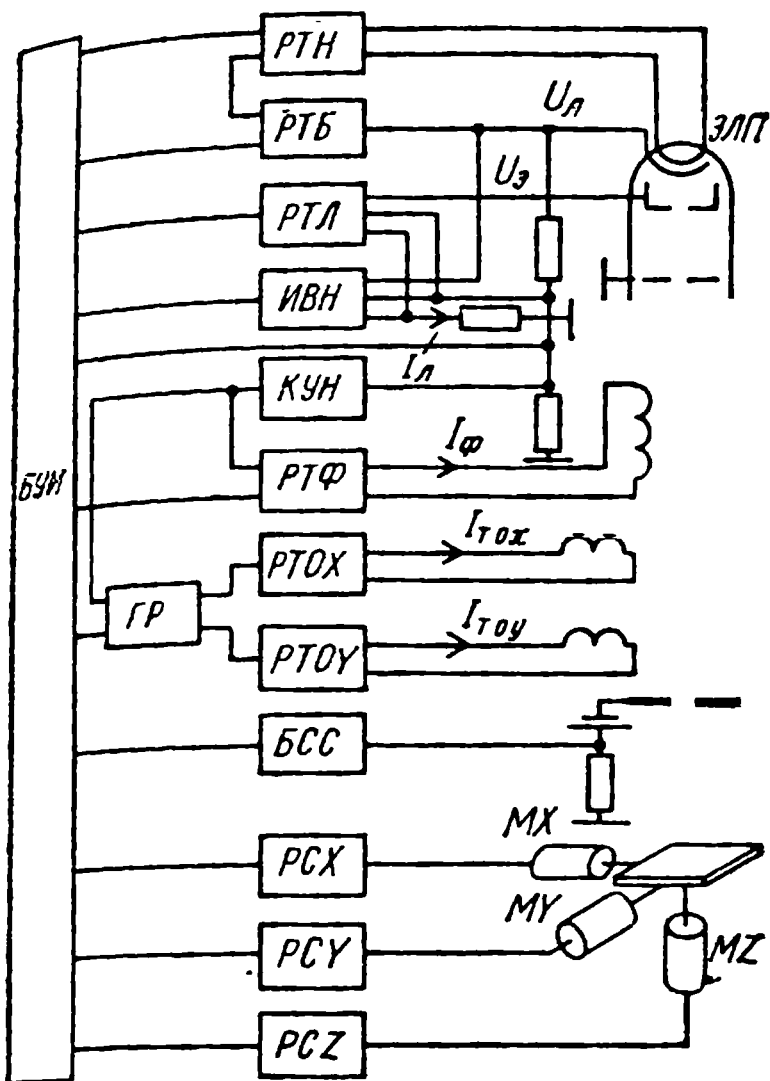 РТН
РТБ
U_А
ЭЛП
РТЛ
U_Э
ИВН
I_Л
КУН
РТФ
I_Ф
БУИ
РТОХ
I_ТОХ
ГР
РТОY
I_ТОУ
БСС
РСХ
МХ
РСY
МY
МZ
РСZ